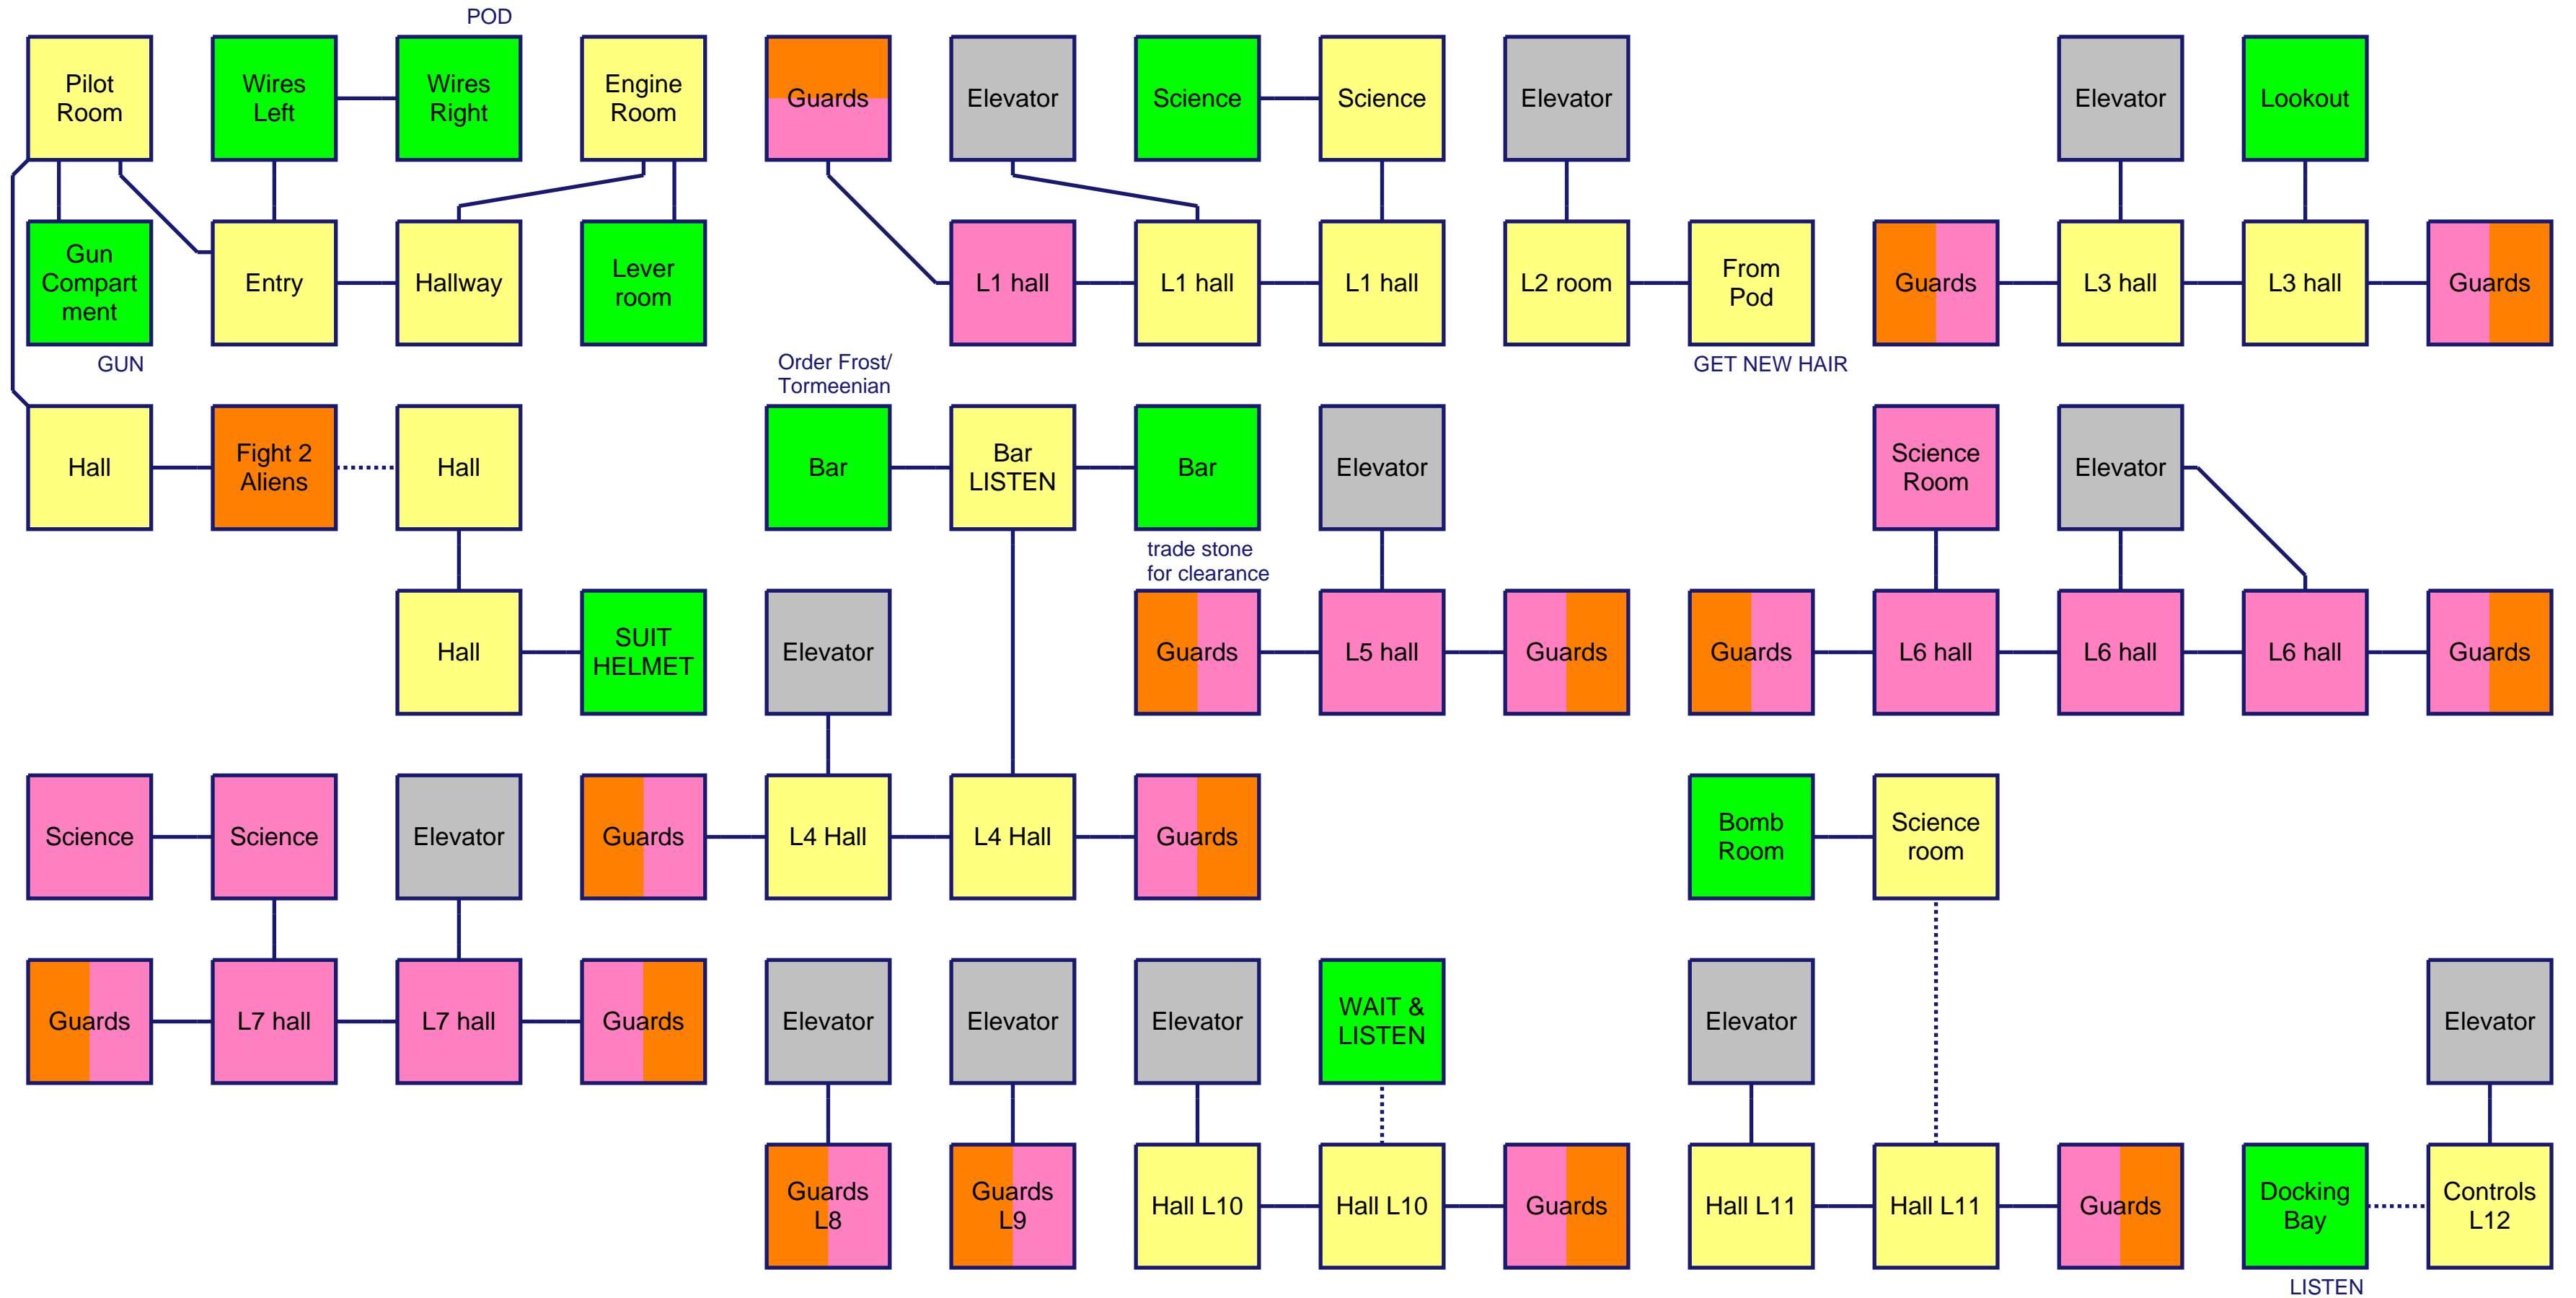 POD
Pilot
Room
Wires
Left
Wires
Right
Engine
Room
Guards
Elevator
Science
Science
Elevator
Elevator
Lookout
Gun
Compart
ment
Entry
Hallway
Lever
room
L1 hall
L1 hall
L1 hall
L2 room
From
Pod
Guards
L3 hall
L3 hall
Guards
GUN
Order Frost/
Tormeenian
GET NEW HAIR
Hall
Fight 2
Aliens
Hall
Bar
Bar
LISTEN
Bar
Elevator
Science
Room
Elevator
trade stone
for clearance
Hall
SUIT
HELMET
Elevator
Guards
L5 hall
Guards
Guards
L6 hall
L6 hall
L6 hall
Guards
Science
Science
Elevator
Guards
L4 Hall
L4 Hall
Guards
Bomb
Room
Science
room
Guards
L7 hall
L7 hall
Guards
Elevator
Elevator
Elevator
WAIT &
LISTEN
Elevator
Elevator
Guards
L8
Guards
L9
Hall L10
Hall L10
Guards
Hall L11
Hall L11
Guards
Docking
Bay
Controls
L12
LISTEN